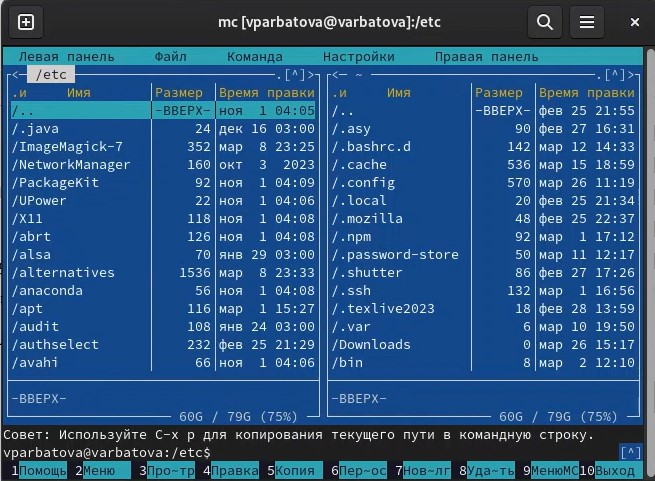 mc [vparbatova@varbatova]:/etc
Левая панель Файл Команда Настройки Правая панель
<- /etc .[^]> <- ~ .[^]>
.и Имя Размер Время правки .и Имя Размер Время правки
/.. -ВВЕРХ- ноя 1 04:05 /.. -ВВЕРХ- фев 25 21:55
/.java 24 дек 16 03:00 /.asy 90 фев 27 16:31
/ImageMagick-7 352 мар 8 23:25 /.bashrc.d 142 мар 12 14:33
/NetworkManager 160 окт 3 2023 /.cache 536 мар 15 18:59
/PackageKit 92 ноя 1 04:09 /.config 570 мар 26 11:19
/UPower 22 ноя 1 04:06 /.local 20 фев 25 21:34
/X11 118 ноя 1 04:08 /.mozilla 48 фев 25 22:37
/abrt 126 ноя 1 04:08 /.npm 92 мар 1 17:12
/alsa 70 янв 29 03:00 /.password-store 50 мар 11 12:17
/alternatives 1536 мар 8 23:33 /.shutter 86 фев 27 17:26
/anaconda 56 ноя 1 04:08 /.ssh 132 мар 1 16:56
/apt 116 мар 1 15:27 /.texlive2023 18 фев 28 13:59
/audit 108 янв 24 03:00 /.var 6 мар 10 19:50
/authselect 232 фев 25 21:29 /Downloads 0 мар 26 15:17
/avahi 66 ноя 1 04:06 /bin 8 мар 2 12:10
-ВВЕРХ- -ВВЕРХ-
60G / 79G (75%) 60G / 79G (75%)
Совет: Используйте C-x p для копирования текущего пути в командную строку.
vparbatova@varbatova:/etc$ [^]
1Помощь 2Меню 3Про~тр 4Правка 5Копия 6Пер~ос 7Нов~лг 8Уда~ть 9МенюMC 10Выход